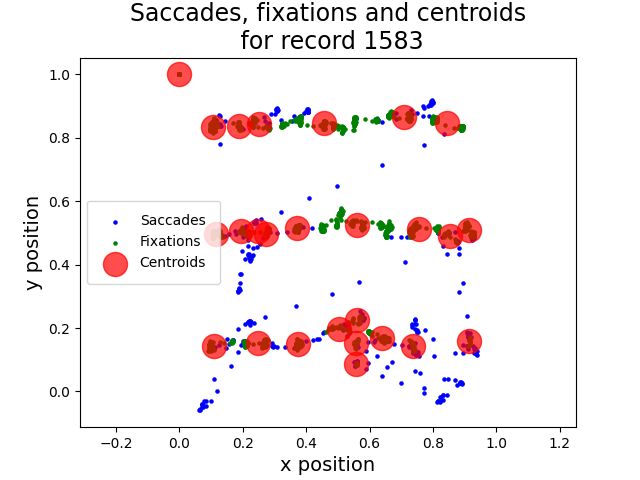 Saccades, fixations and centroids
for record 1583
y position
1.0
0.8
0.6
0.4
0.2
0.0
Saccades
Fixations
Centroids
−0.2 0.0 0.2 0.4 0.6 0.8 1.0 1.2
x position